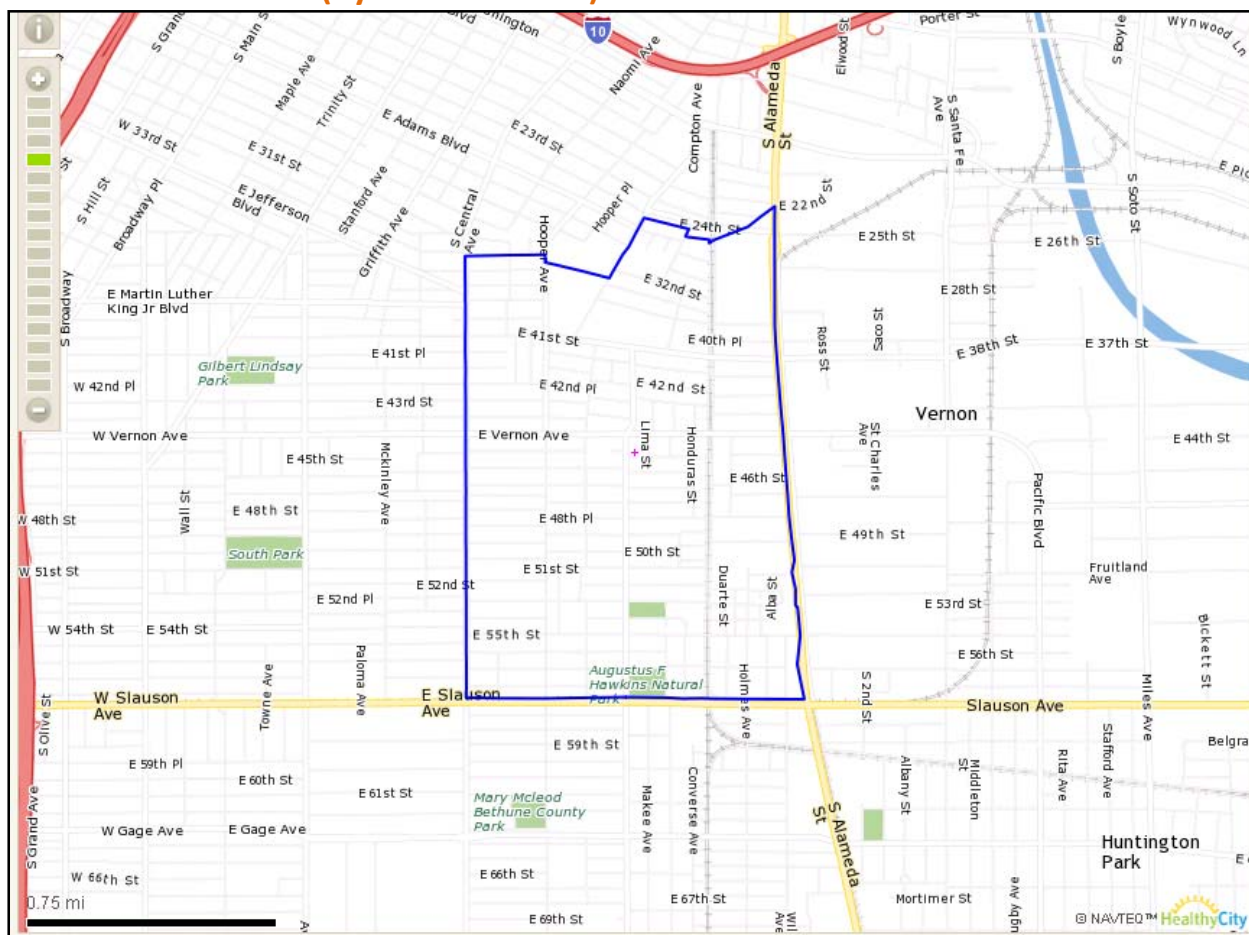 Porter St
Wynwood Ln
S Gran
S Main St
Blvd
10
Elwood St
S Boyle
Maple Ave
Trinity St
Naomi Ave
Compton Ave
S Alameda
St
S Santa Fe
Ave
W 33rd St
E Adams Blvd
E 23rd St
E 31st St
E Pic
S Hill St
Broadway Pl
E Jefferson
Blvd
Stanford Ave
Griffith Ave
S Central
Ave
Hooper Ave
Hooper Pl
E 24th St
E 22nd
St
S Soto St
E 25th St
E 26th St
E Martin Luther
King Jr Blvd
S Broadway
E 32nd St
E 28th St
E 41st St
E 40th Pl
Ross St
Saco St
E 38th St
E 37th St
E 41st Pl
Gilbert Lindsay
Park
W 42nd Pl
E 42nd Pl
E 42nd St
E 43rd St
Vernon
W Vernon Ave
E Vernon Ave
Lima St
Honduras St
St Charles
Ave
E 44th St
E 45th St
Mckinley Ave
E 46th St
Pacific Blvd
Wall St
W 48th St
E 48th St
E 48th Pl
E 49th St
South Park
E 50th St
W 51st St
E 51st St
Fruitland
Ave
E 52nd St
Duarte St
Alba St
E 52nd Pl
E 53rd St
W 54th St
E 54th St
E 55th St
E 56th St
Bickett St
Paloma Ave
Towne Ave
Augustus F
Hawkins Natural
Park
Holmes Ave
S 2nd St
Miles Ave
W Slauson
Ave
E Slauson
Ave
Slauson Ave
S Olive St
E 59th St
Stafford Ave
Belgra
E 59th Pl
E 60th St
Rita Ave
Middleton
St
Albany St
E 61st St
Mary Mcleod
Bethune County
Park
Makee Ave
Converse Ave
S Alameda
St
S Grand Ave
W Gage Ave
E Gage Ave
Huntington
Park
W 66th St
E 66th St
E 67th St
Mortimer St
0.75 mi
E 69th St
© NAVTEQ™ HealthyCity